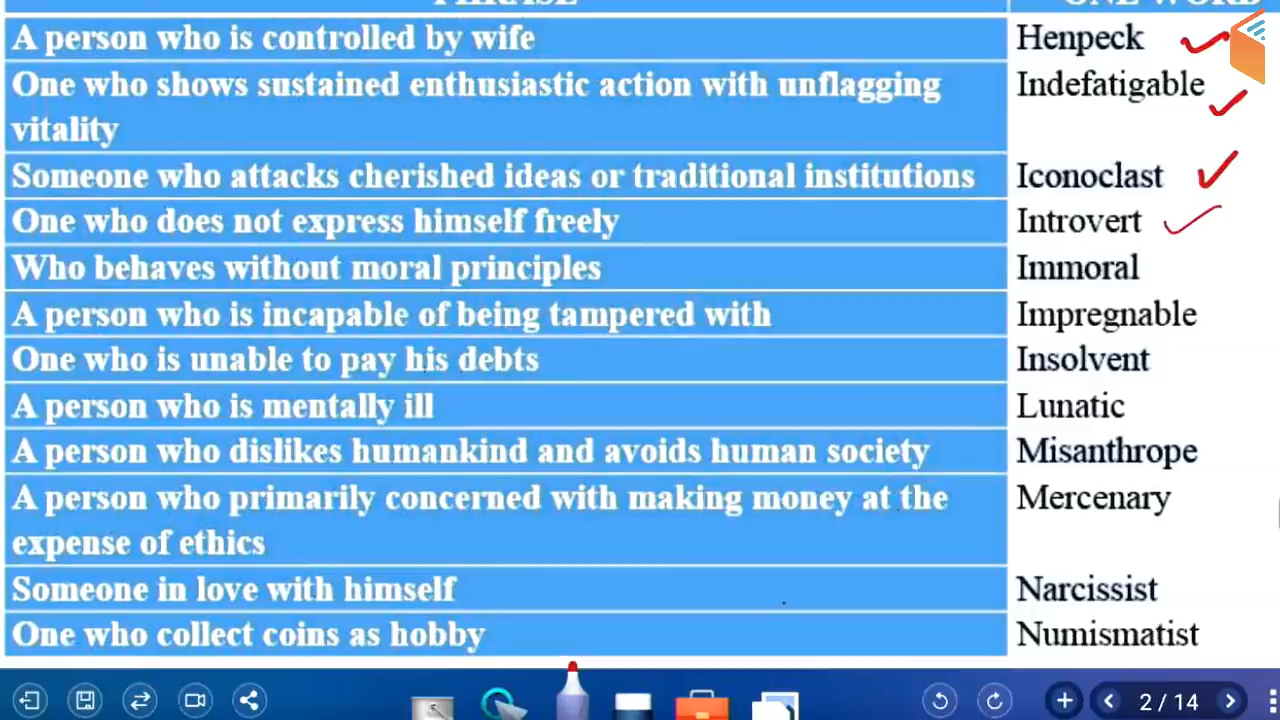 PHRASE ONE WORD
A person who is controlled by wife Henpeck
One who shows sustained enthusiastic action with unflagging Indefatigable
vitality
Someone who attacks cherished ideas or traditional institutions Iconoclast
One who does not express himself freely Introvert
Who behaves without moral principles Immoral
A person who is incapable of being tampered with Impregnable
One who is unable to pay his debts Insolvent
A person who is mentally ill Lunatic
A person who dislikes humankind and avoids human society Misanthrope
A person who primarily concerned with making money at the Mercenary
expense of ethics
Someone in love with himself Narcissist
One who collect coins as hobby Numismatist
2 / 14